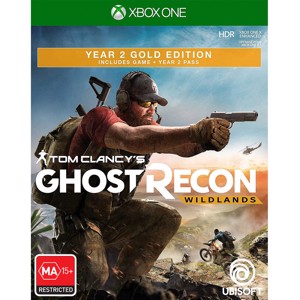 XBOX ONE
YEAR 2 GOLD EDITION
INCLUDES GAME + YEAR 2 PASS
HDR
TOM CLANCY'S
GHOST RECON
WILDLANDS
MA 15+
RESTRICTED
UBISOFT